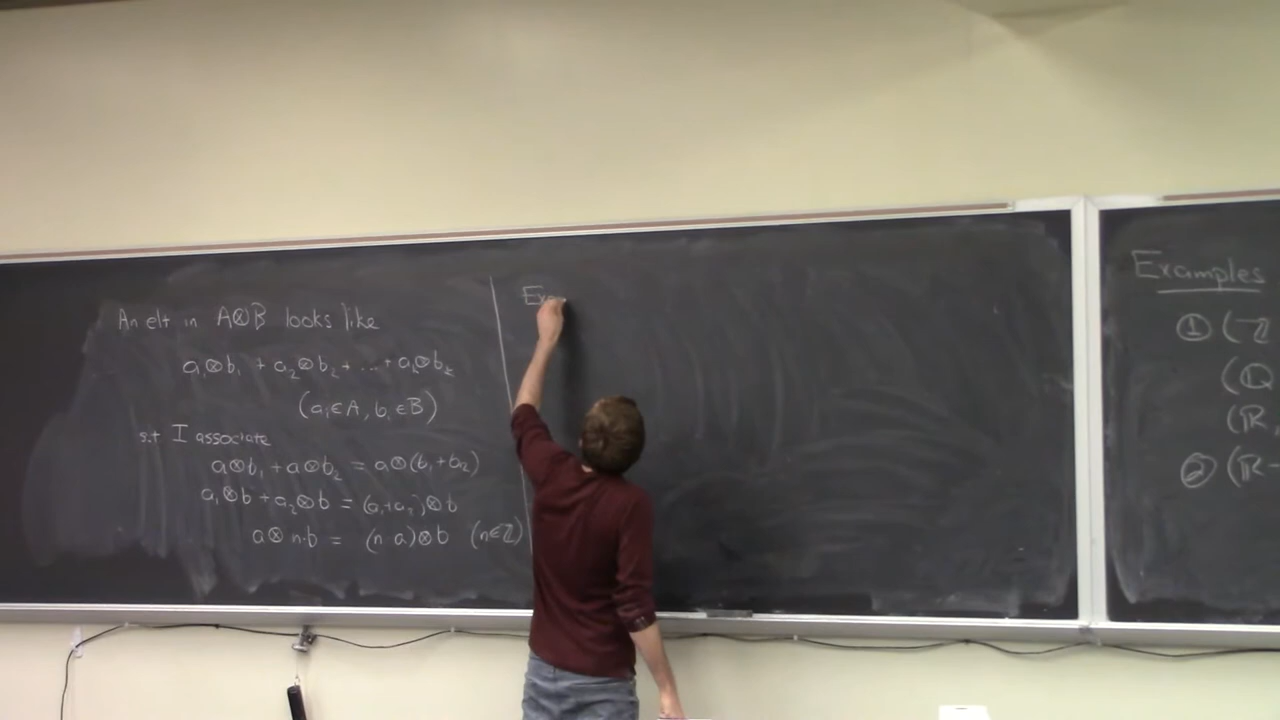 An elt in A⊗B looks like
a₁⊗b₁ + a₂⊗b₂ + ... + aₖ⊗bₖ
(aᵢ∈A, bᵢ∈B)
s.t I associate
a⊗b₁ + a⊗b₂ = a⊗(b₁+b₂)
a₁⊗b + a₂⊗b = (a₁+a₂)⊗b
a⊗n·b = (n·a)⊗b (n∈ℤ)
Exa
Examples
① (ℤ
(ℚ
(ℝ,
② (ℝ-